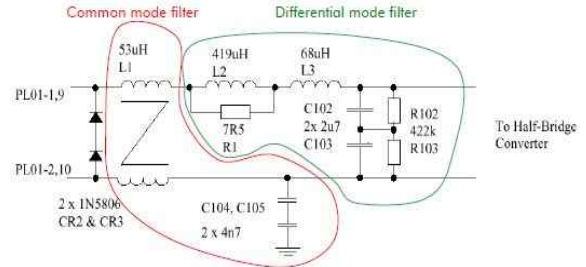 Common mode filter
Differential mode filter
53uH
L1
419uH
L2
68uH
L3
PL01-1,9
7R5
R1
C102
2x 2u7
C103
R102
422k
R103
To Half-Bridge
Converter
PL01-2,10
2 x 1N5806
CR2 & CR3
C104, C105
2 x 4n7